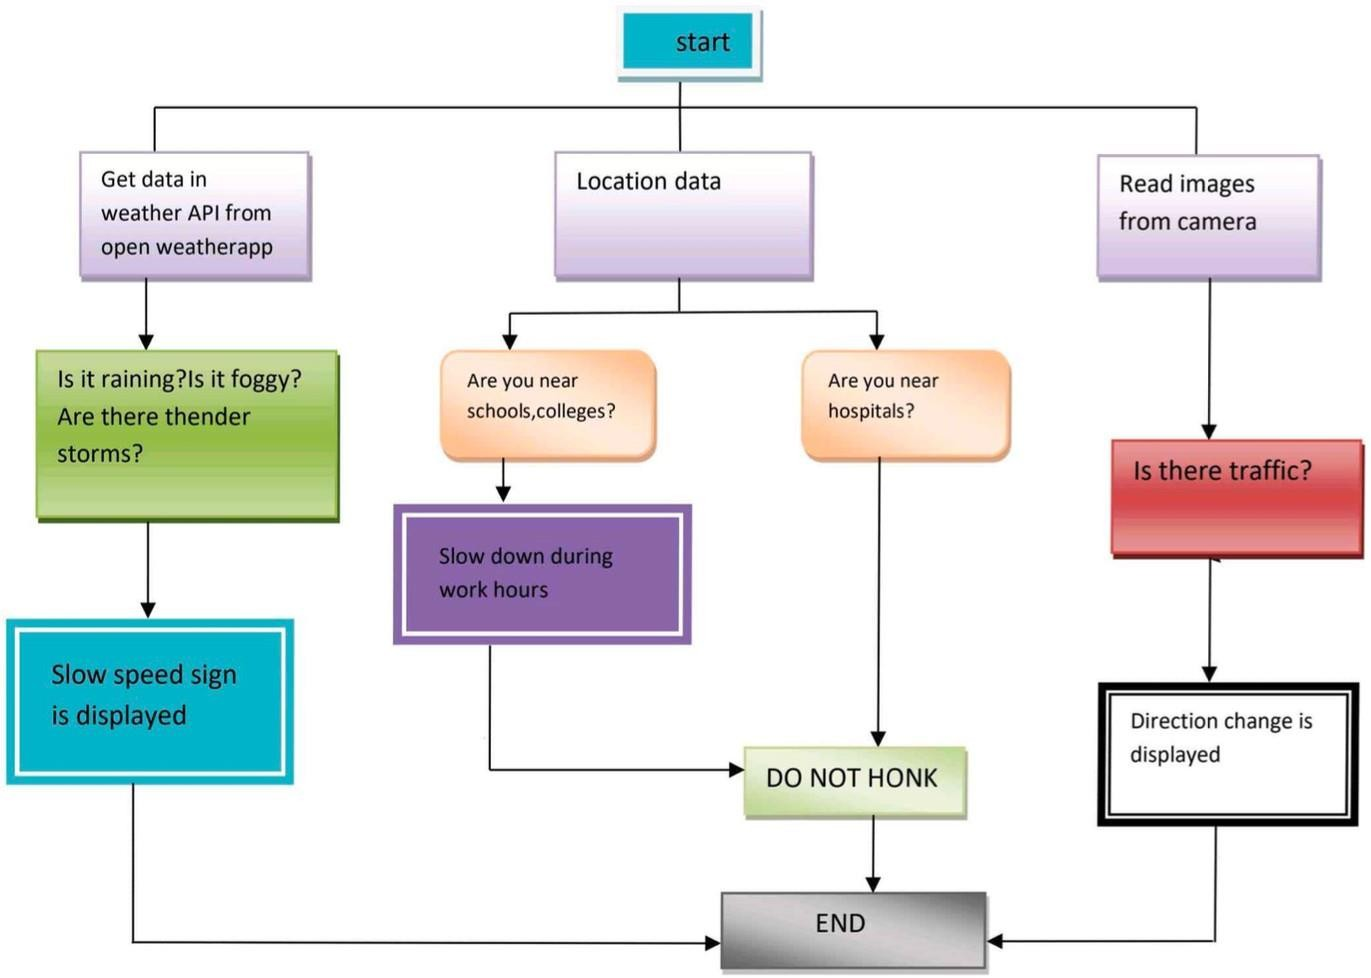 start
Get data in
weather API from
open weatherapp
Location data
Read images
from camera
Is it raining?Is it foggy?
Are there thender
storms?
Are you near
schools,colleges?
Are you near
hospitals?
Is there traffic?
Slow down during
work hours
Slow speed sign
is displayed
Direction change is
displayed
DO NOT HONK
END